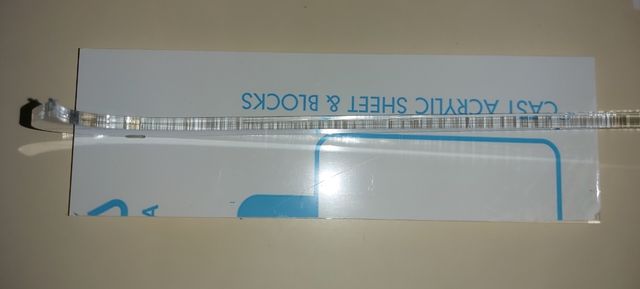 CAST ACRYLIC SHEET & BLOCKS
A